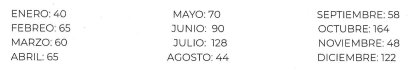 ENERO: 40
FEBREO: 65
MARZO: 60
ABRIL: 65
MAYO: 70
JUNIO: 90
JULIO: 128
AGOSTO: 44
SEPTIEMBRE: 58
OCTUBRE: 164
NOVIEMBRE: 48
DICIEMBRE: 122